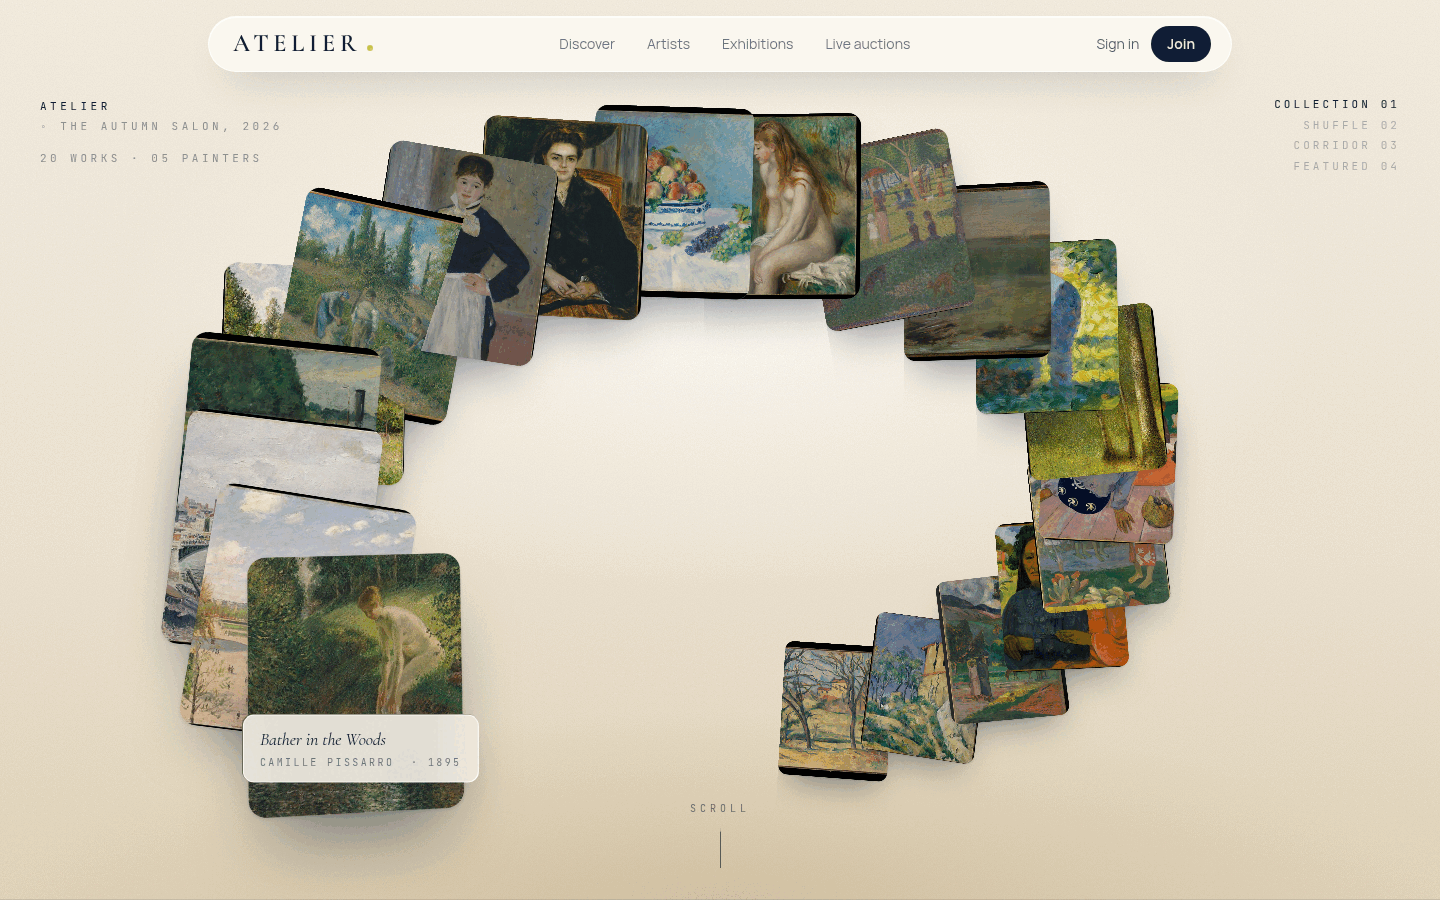 ATELIER
Discover
Artists
Exhibitions
Live auctions
Sign in
Join
ATELIER
THE AUTUMN SALON, 2026
20 WORKS · 05 PAINTERS
COLLECTION 01
SHUFFLE 02
CORRIDOR 03
FEATURED 04
Bather in the Woods
CAMILLE PISSARRO · 1895
SCROLL